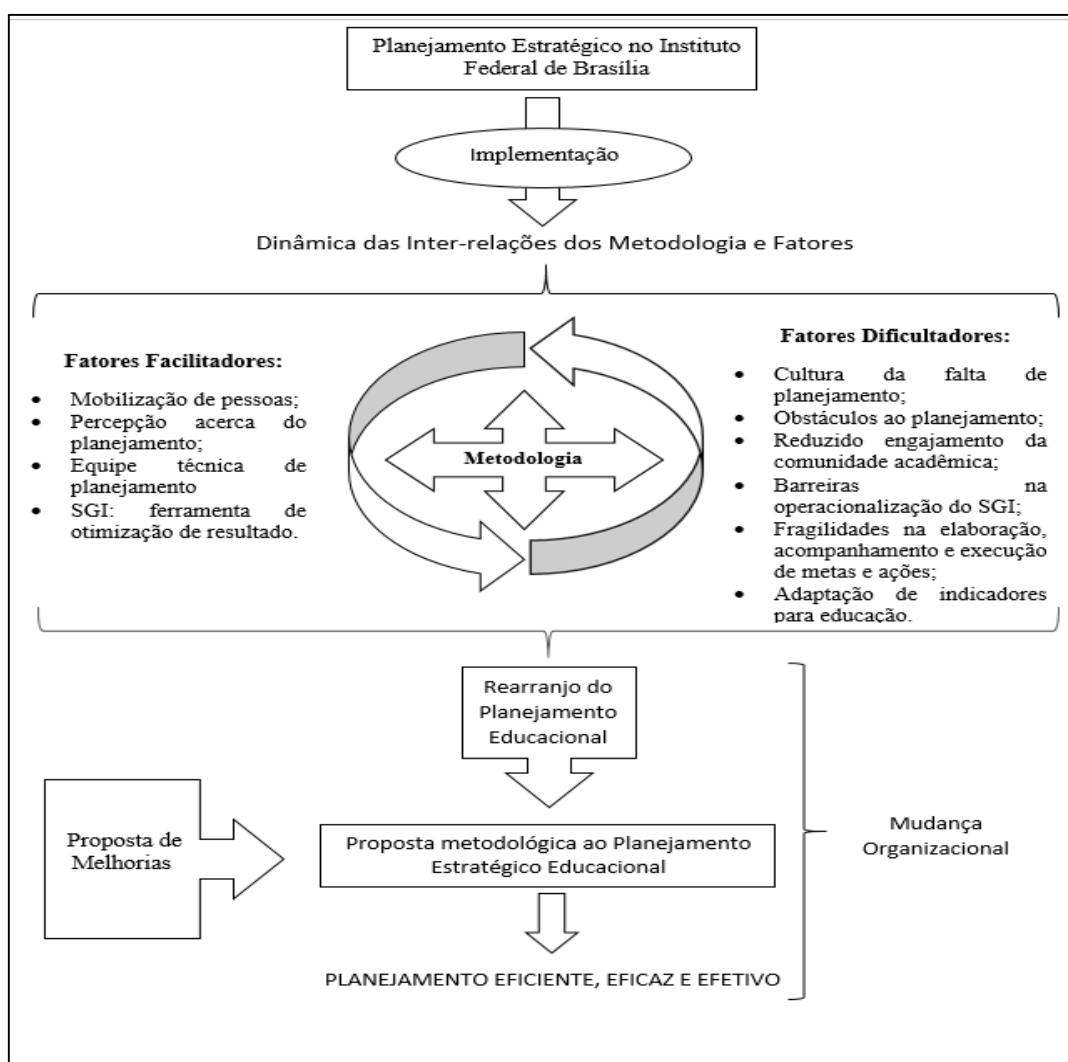 Planejamento Estratégico no Instituto
Federal de Brasília
Implementação
Dinâmica das Inter-relações dos Metodologia e Fatores
Fatores Facilitadores:
• Mobilização de pessoas;
• Percepção acerca do
planejamento;
• Equipe técnica de
planejamento
• SGI: ferramenta de
otimização de resultado.
Metodologia
Fatores Dificultadores:
• Cultura da falta de
planejamento;
• Obstáculos ao planejamento;
• Reduzido engajamento da
comunidade acadêmica;
• Barreiras na
operacionalização do SGI;
• Fragilidades na elaboração,
acompanhamento e execução
de metas e ações;
• Adaptação de indicadores
para educação.
Rearranjo do
Planejamento
Educacional
Proposta de
Melhorias
Proposta metodológica ao Planejamento
Estratégico Educacional
Mudança
Organizacional
PLANEJAMENTO EFICIENTE, EFICAZ E EFETIVO